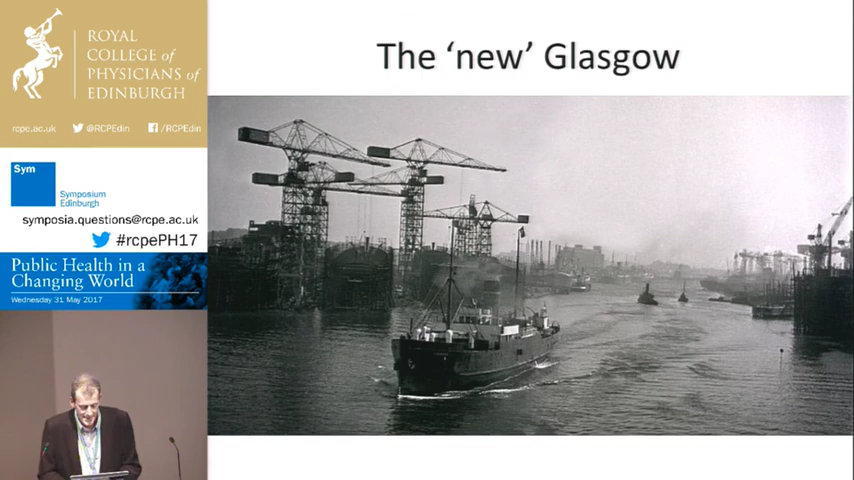 ROYAL
COLLEGE of
PHYSICIANS of
EDINBURGH
rcpe.ac.uk @RCPEdin /RCPEdin
Sym
Symposium
Edinburgh
symposia.questions@rcpe.ac.uk
#rcpePH17
Public Health in a
Changing World
Wednesday 31 May 2017
The ‘new’ Glasgow